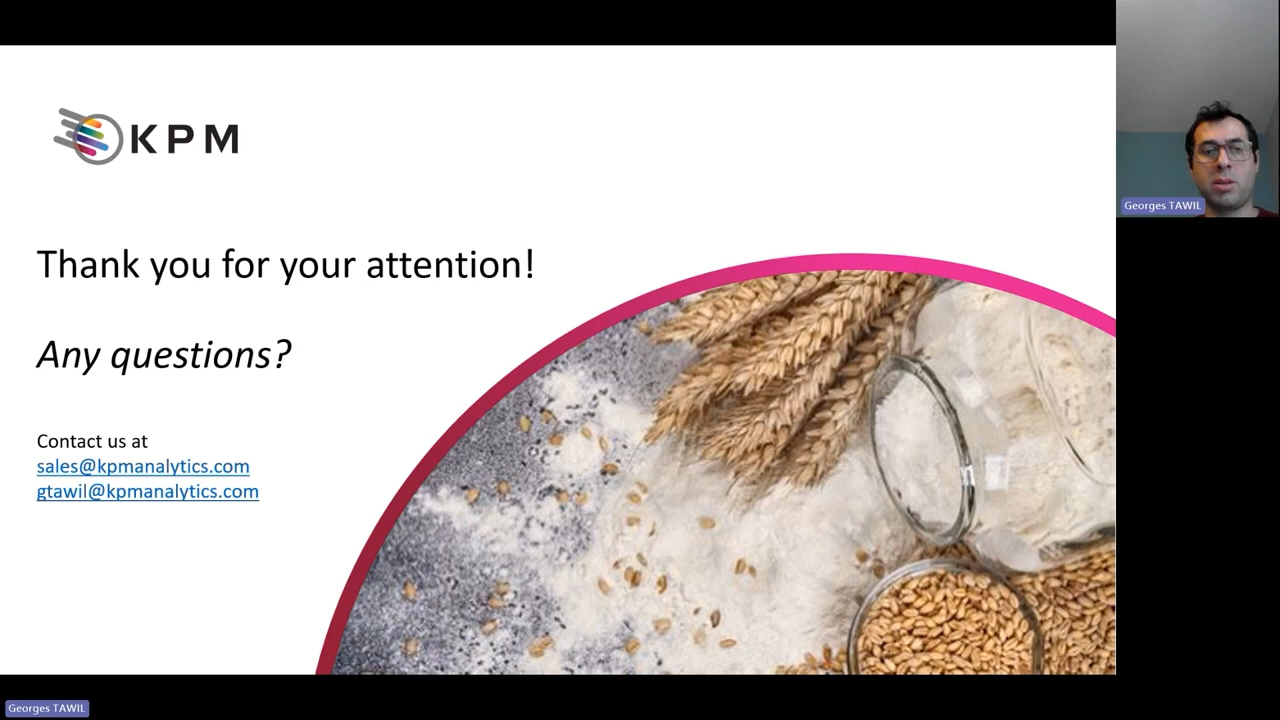 KPM
Thank you for your attention!
Any questions?
Contact us at
sales@kpmanalytics.com
gtawil@kpmanalytics.com
Georges TAWIL
Georges TAWIL